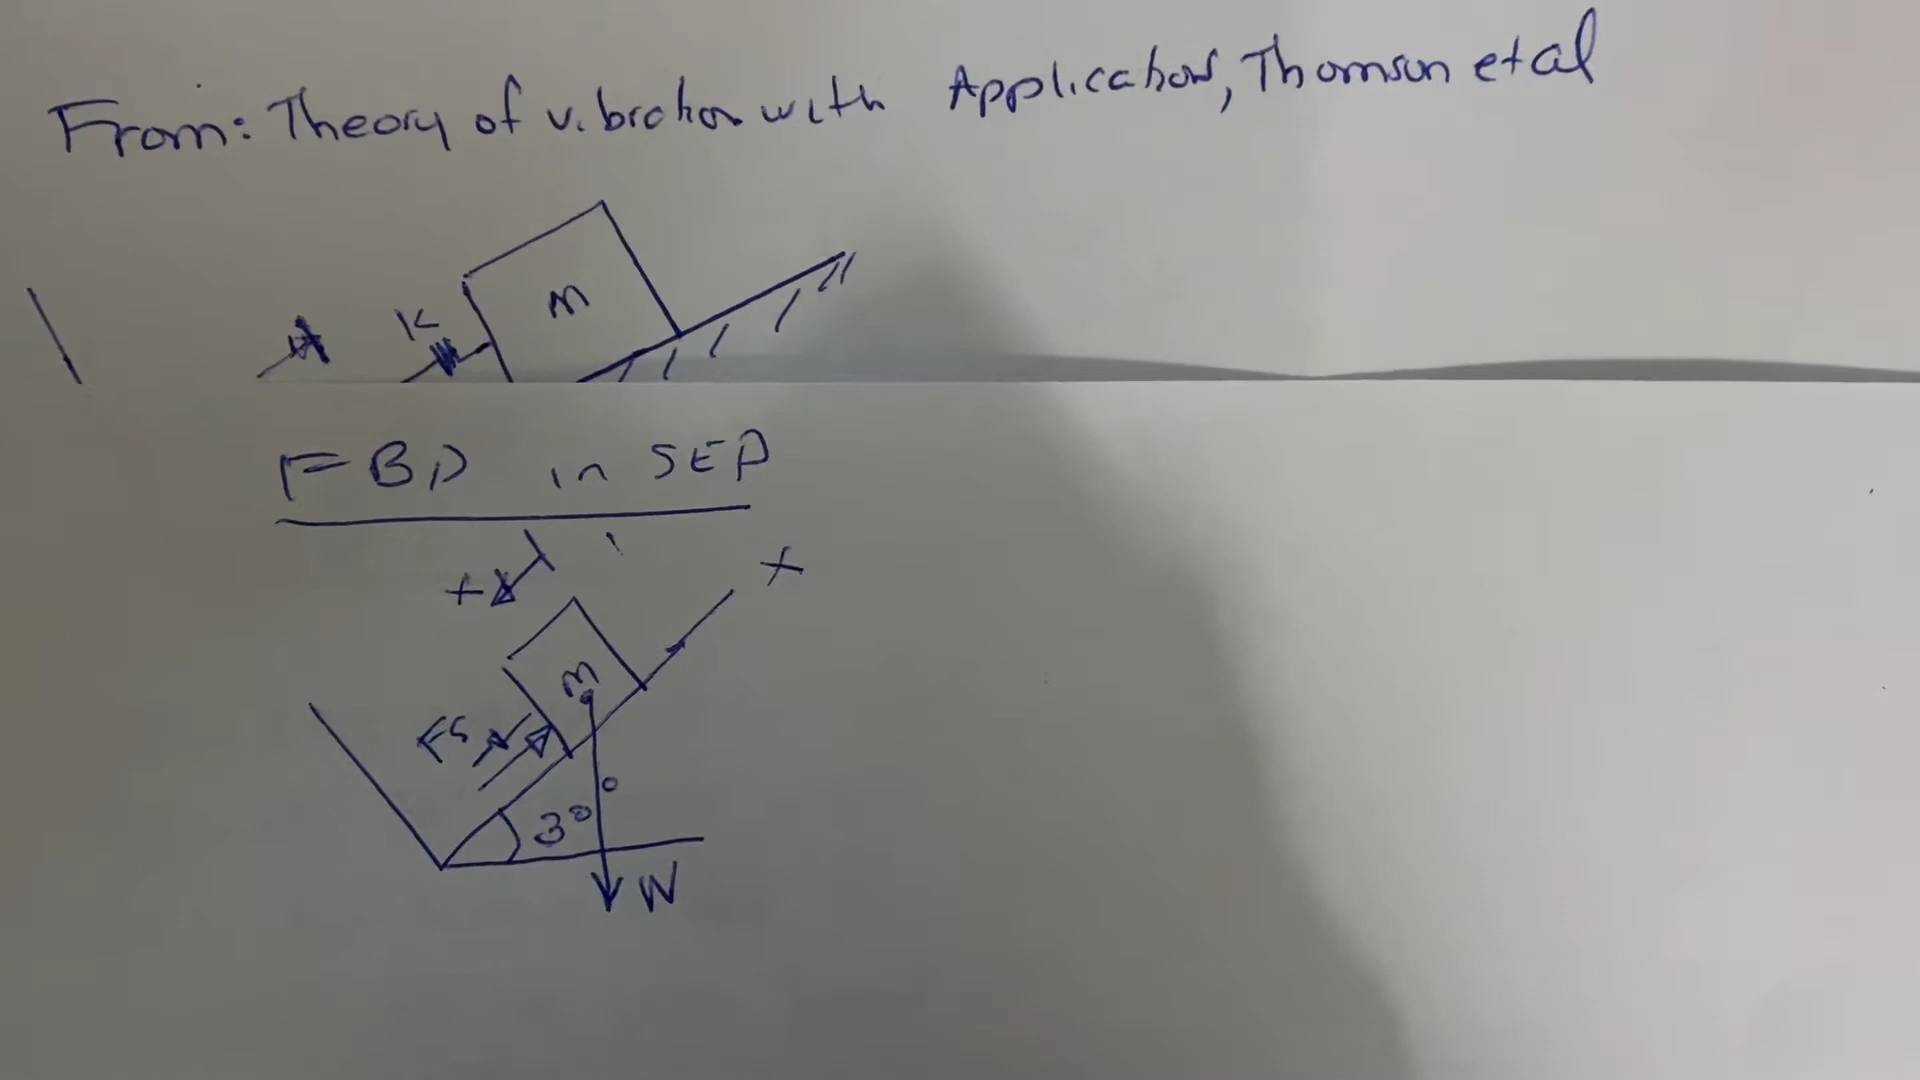 From: Theory of vibration with Applications, Thomson et al
K
m
FBD in SEP
+
x
m
Fs
30°
W